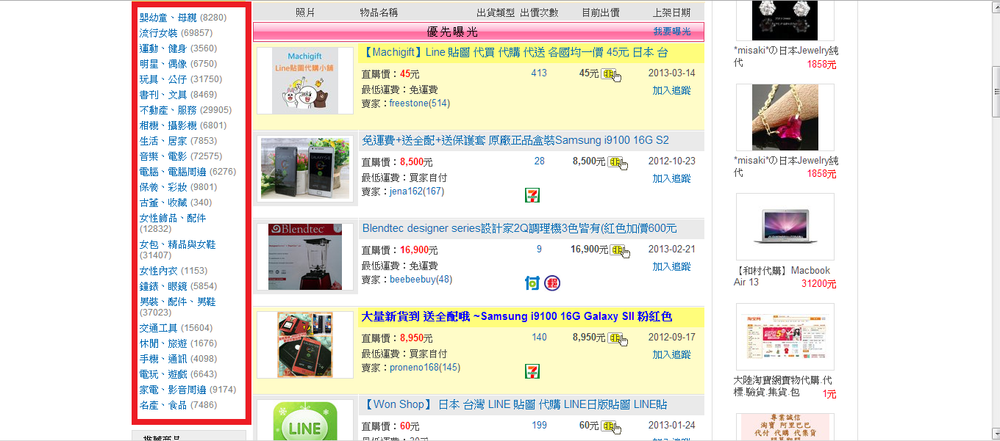 嬰幼童、母親 (8280)
流行女裝 (69857)
運動、健身 (3560)
明星、偶像 (6750)
玩具、公仔 (31750)
書刊、文具 (8469)
不動產、服務 (29905)
相機、攝影機 (6801)
生活、居家 (7853)
音樂、電影 (72575)
電腦、電腦周邊 (6276)
保養、彩妝 (9801)
古董、收藏 (340)
女性飾品、配件
(12832)
女包、精品與女鞋
(31407)
女性內衣 (1153)
鐘錶、眼鏡 (5854)
男裝、配件、男鞋
(37023)
交通工具 (15604)
休閒、旅遊 (1676)
手機、通訊 (4098)
電玩、遊戲 (6643)
家電、影音周邊 (9174)
名產、食品 (7486)
推薦商品
照片 物品名稱 出貨類型 出價次數 目前出價 上架日期
優先曝光 我要曝光
Machigift
Line貼圖代購小舖
【Machigift】Line 貼圖 代買 代購 代送 各國均一價 45元 日本 台
直購價：45元 413 45元 2013-03-14
最低運費：免運費 加入追蹤
賣家：freestone(514)
免運費+送全配+送保護套 原廠正品盒裝Samsung i9100 16G S2
直購價：8,500元 28 8,500元 2012-10-23
最低運費：買家自付 加入追蹤
賣家：jena162(167)
Blendtec
Blendtec designer series設計家2Q調理機3色皆有(紅色加價600元
直購價：16,900元 9 16,900元 2013-02-21
最低運費：免運費 加入追蹤
賣家：beebeebuy(48)
大量新貨到 送全配哦 ~Samsung i9100 16G Galaxy SII 粉紅色
直購價：8,950元 140 8,950元 2012-09-17
最低運費：買家自付 加入追蹤
賣家：proneno168(145)
LINE
【Won Shop】 日本 台灣 LINE 貼圖 代購 LINE日版貼圖 LINE貼
直購價：60元 199 60元 2013-01-24
*misaki*の日本Jewelry純
代 1858元
*misaki*の日本Jewelry純
代 1858元
【和村代購】Macbook
Air 13 31200元
淘宝网
大陸淘寶網實物代購.代
標.驗貨.集貨.包 1元
專業誠信
淘寶 阿里巴巴
代付 代購 代集貨